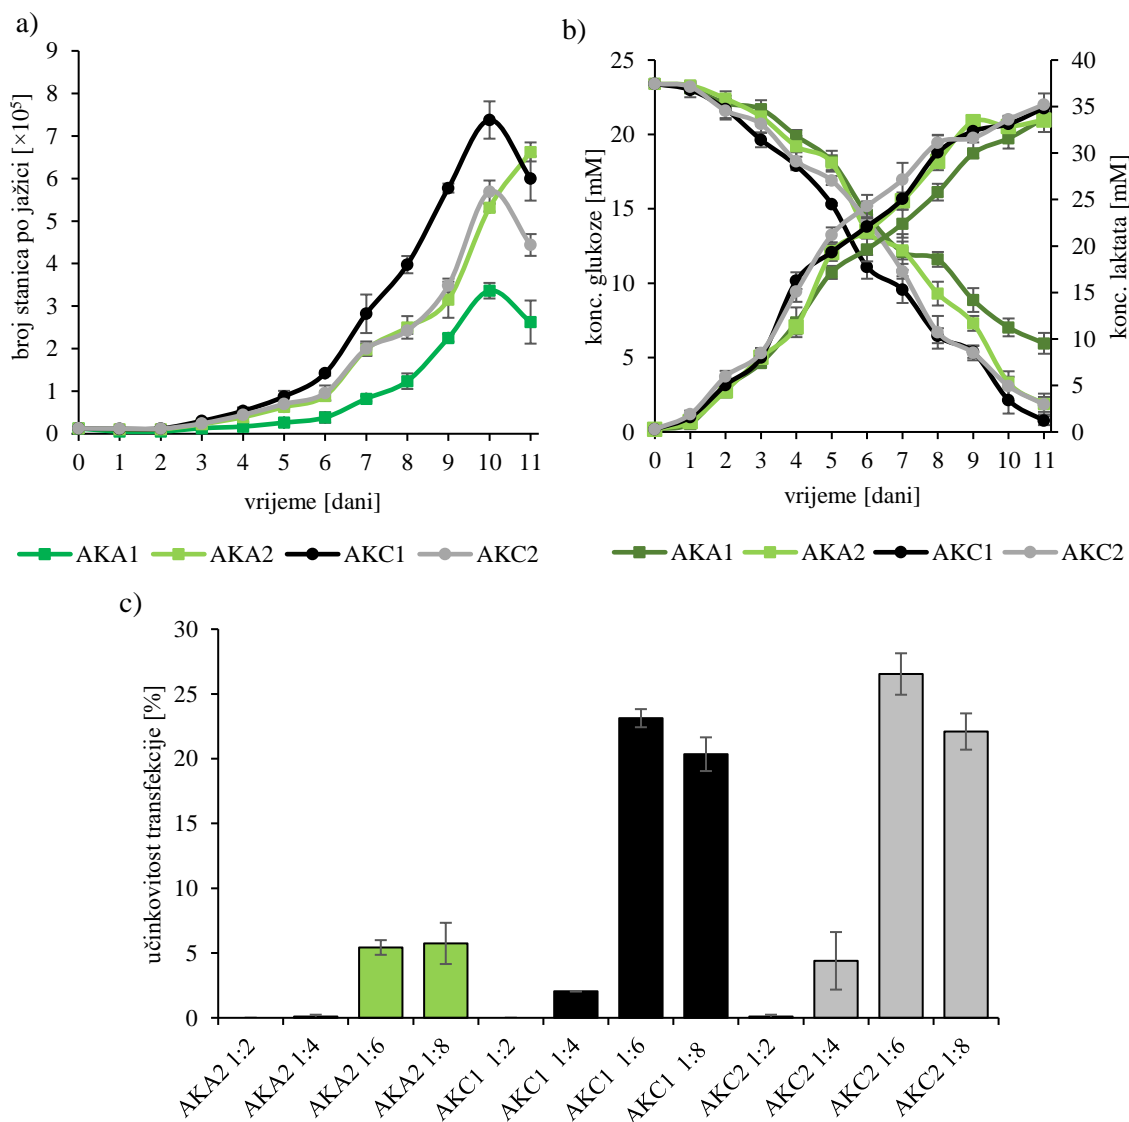 a)
broj stanica po jažici [×10⁵]
9
8
7
6
5
4
3
2
1
0
0 1 2 3 4 5 6 7 8 9 10 11
vrijeme [dani]
AKA1 AKA2 AKC1 AKC2
b)
konc. glukoze [mM]
25
20
15
10
5
0
40
35
30
25
20
15
10
5
0
konc. laktata [mM]
0 1 2 3 4 5 6 7 8 9 10 11
vrijeme [dani]
AKA1 AKA2 AKC1 AKC2
c)
učinkovitost transfekcije [%]
30
25
20
15
10
5
0
AKA2 1:2
AKA2 1:4
AKA2 1:6
AKA2 1:8
AKC1 1:2
AKC1 1:4
AKC1 1:6
AKC1 1:8
AKC2 1:2
AKC2 1:4
AKC2 1:6
AKC2 1:8